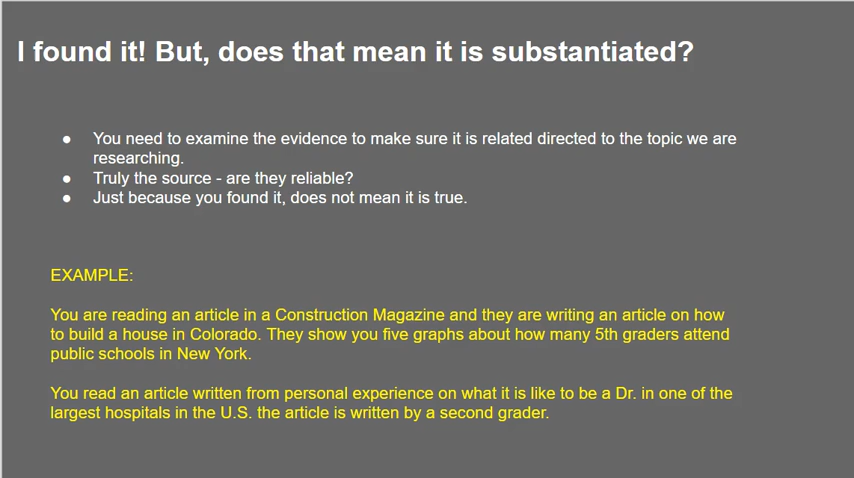 I found it! But, does that mean it is substantiated?
● You need to examine the evidence to make sure it is related directed to the topic we are
researching.
● Truly the source - are they reliable?
● Just because you found it, does not mean it is true.
EXAMPLE:
You are reading an article in a Construction Magazine and they are writing an article on how
to build a house in Colorado. They show you five graphs about how many 5th graders attend
public schools in New York.
You read an article written from personal experience on what it is like to be a Dr. in one of the
largest hospitals in the U.S. the article is written by a second grader.